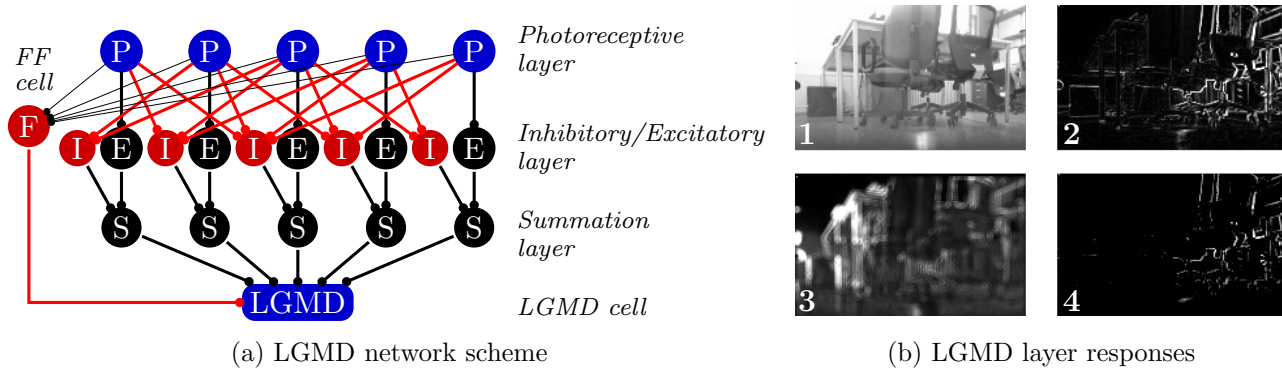 FF
cell
P P P P P
Photoreceptive
layer
F
I E I E I E I E I E
Inhibitory/Excitatory
layer
S S S S S
Summation
layer
LGMD
LGMD cell
(a) LGMD network scheme
1
2
3
4
(b) LGMD layer responses